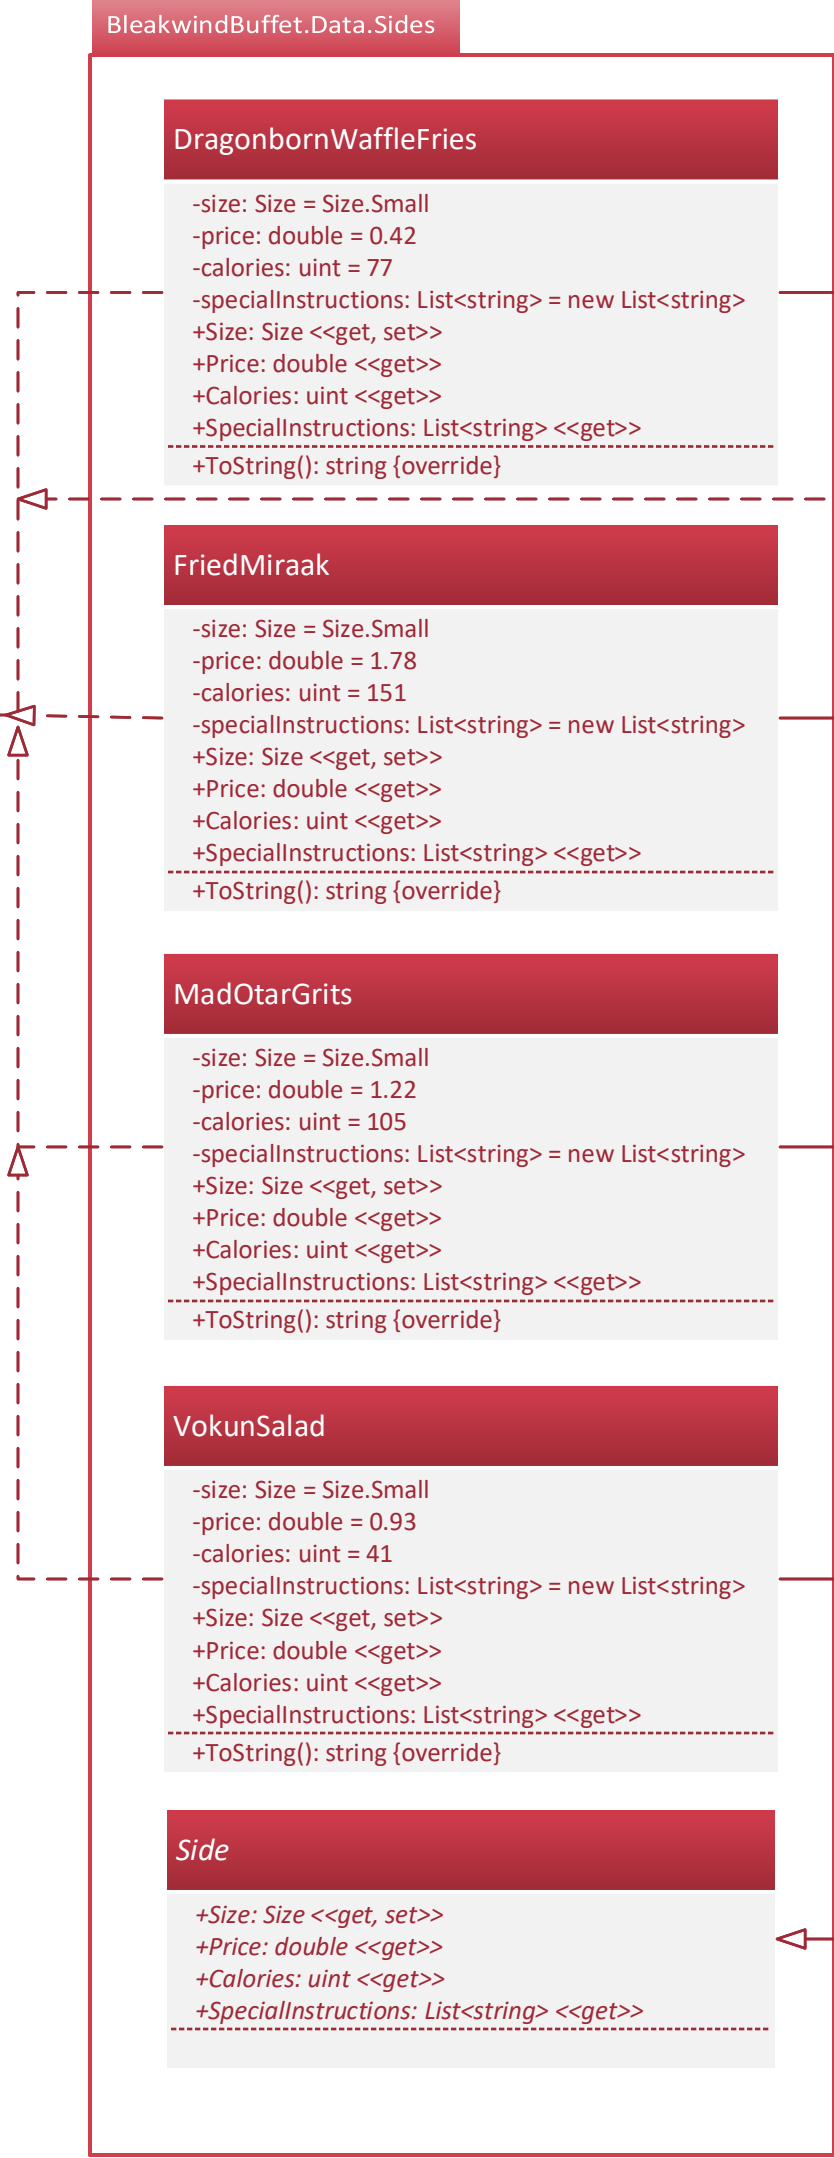 BleakwindBuffet.Data.Sides
DragonbornWaffleFries
-size: Size = Size.Small
-price: double = 0.42
-calories: uint = 77
-specialInstructions: List<string> = new List<string>
+Size: Size <<get, set>>
+Price: double <<get>>
+Calories: uint <<get>>
+SpecialInstructions: List<string> <<get>>
+ToString(): string {override}
FriedMiraak
-size: Size = Size.Small
-price: double = 1.78
-calories: uint = 151
-specialInstructions: List<string> = new List<string>
+Size: Size <<get, set>>
+Price: double <<get>>
+Calories: uint <<get>>
+SpecialInstructions: List<string> <<get>>
+ToString(): string {override}
MadOtarGrits
-size: Size = Size.Small
-price: double = 1.22
-calories: uint = 105
-specialInstructions: List<string> = new List<string>
+Size: Size <<get, set>>
+Price: double <<get>>
+Calories: uint <<get>>
+SpecialInstructions: List<string> <<get>>
+ToString(): string {override}
VokunSalad
-size: Size = Size.Small
-price: double = 0.93
-calories: uint = 41
-specialInstructions: List<string> = new List<string>
+Size: Size <<get, set>>
+Price: double <<get>>
+Calories: uint <<get>>
+SpecialInstructions: List<string> <<get>>
+ToString(): string {override}
Side
+Size: Size <<get, set>>
+Price: double <<get>>
+Calories: uint <<get>>
+SpecialInstructions: List<string> <<get>>